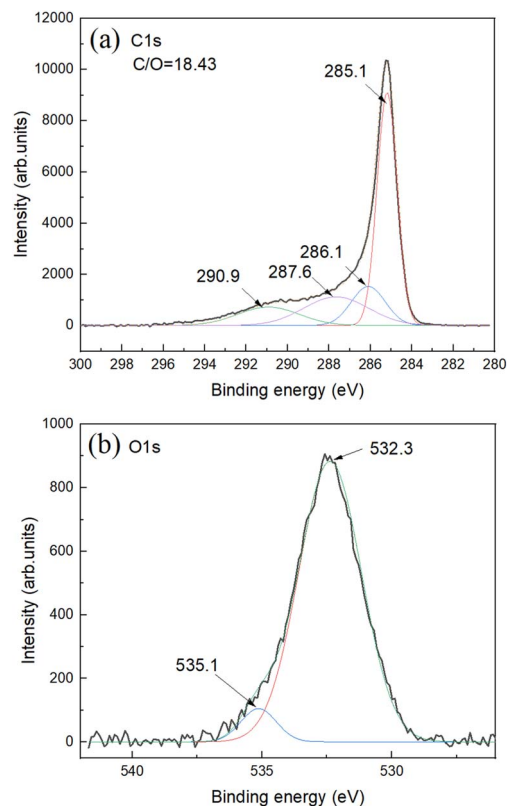 (a) C1s
C/O=18.43
285.1
286.1
287.6
290.9
12000
10000
8000
6000
4000
2000
0
Intensity (arb.units)
300 298 296 294 292 290 288 286 284 282 280
Binding energy (eV)
(b) O1s
532.3
535.1
1000
800
600
400
200
0
Intensity (arb.units)
540 535 530
Binding energy (eV)